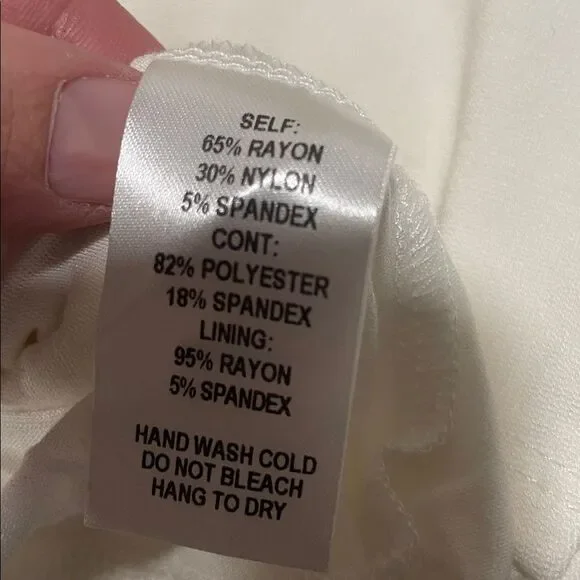 SELF:
65% RAYON
30% NYLON
5% SPANDEX
CONT:
82% POLYESTER
18% SPANDEX
LINING:
95% RAYON
5% SPANDEX
HAND WASH COLD
DO NOT BLEACH
HANG TO DRY